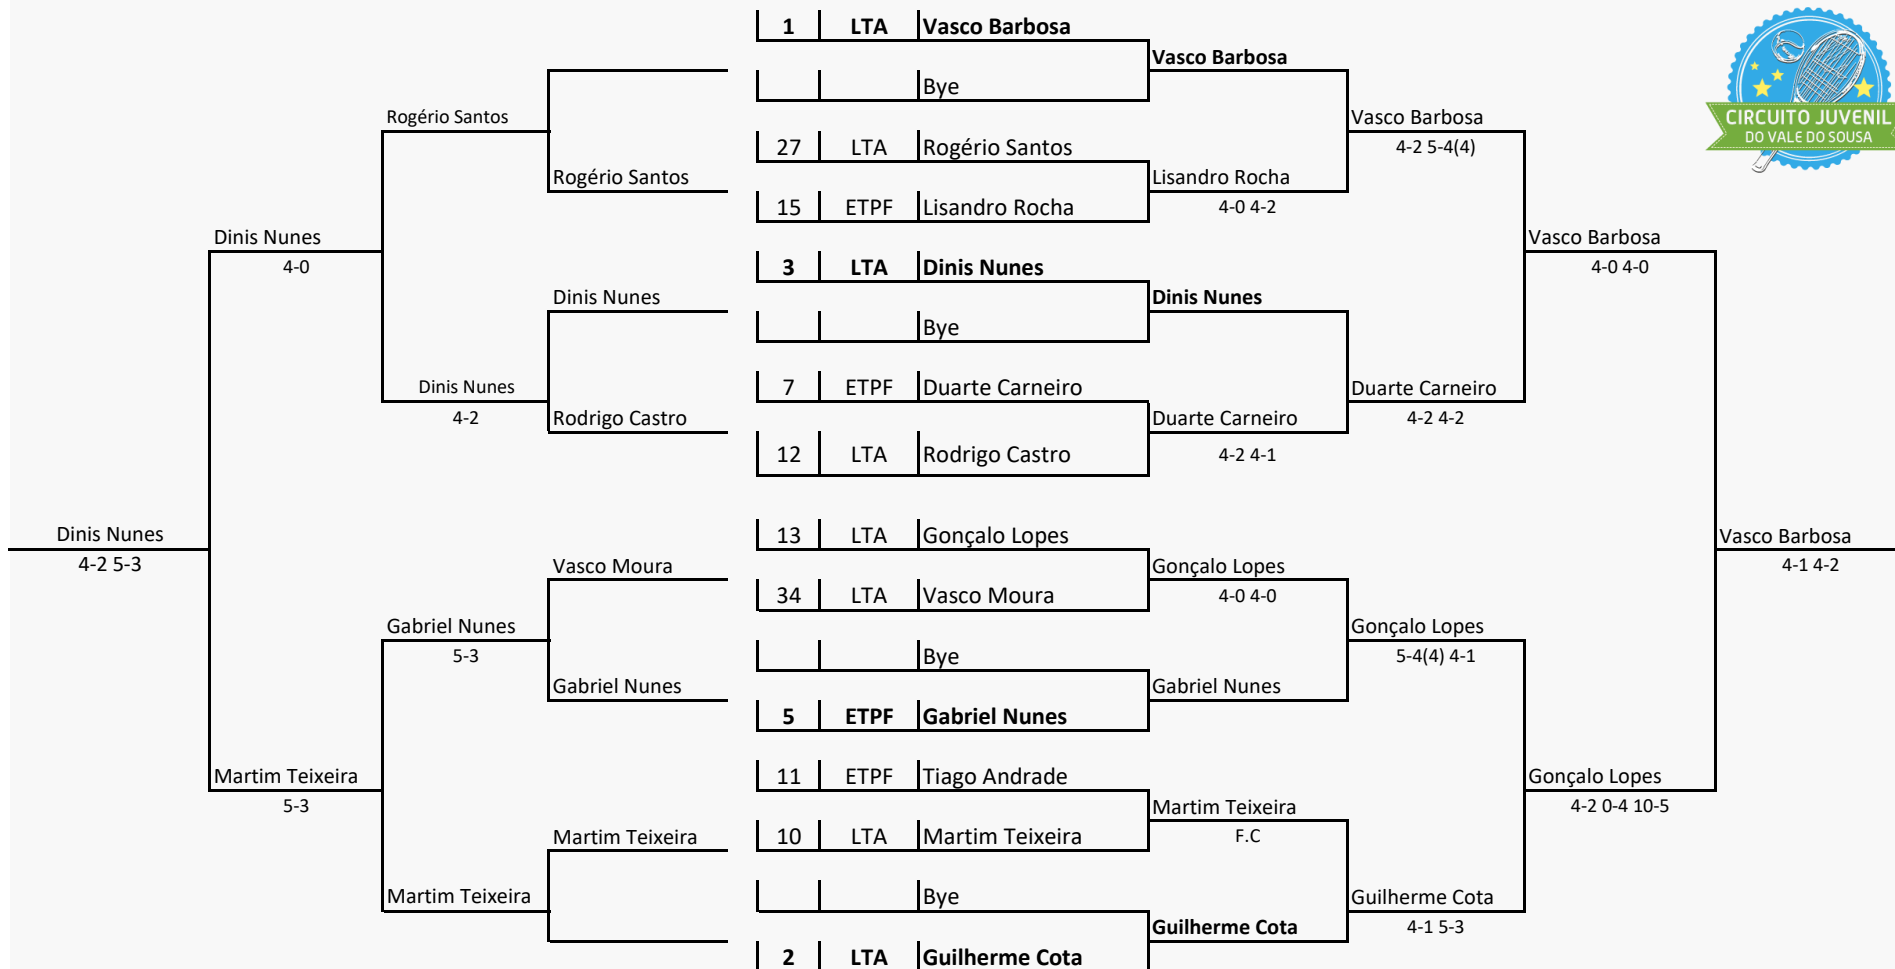 1 LTA Vasco Barbosa
Vasco Barbosa
Bye
CIRCUITO JUVENIL
DO VALE DO SOUSA
Rogério Santos
Vasco Barbosa
27 LTA Rogério Santos
4-2 5-4(4)
Rogério Santos
Lisandro Rocha
15 ETPF Lisandro Rocha
4-0 4-2
Dinis Nunes
Vasco Barbosa
4-0
3 LTA Dinis Nunes
4-0 4-0
Dinis Nunes
Dinis Nunes
Bye
Dinis Nunes
7 ETPF Duarte Carneiro
Duarte Carneiro
4-2
Rodrigo Castro
Duarte Carneiro
4-2 4-2
12 LTA Rodrigo Castro
4-2 4-1
Dinis Nunes
13 LTA Gonçalo Lopes
Vasco Barbosa
4-2 5-3
Vasco Moura
Gonçalo Lopes
4-1 4-2
34 LTA Vasco Moura
4-0 4-0
Gabriel Nunes
Gonçalo Lopes
5-3
Bye
5-4(4) 4-1
Gabriel Nunes
Gabriel Nunes
5 ETPF Gabriel Nunes
Martim Teixeira
11 ETPF Tiago Andrade
Gonçalo Lopes
5-3
Martim Teixeira
4-2 0-4 10-5
Martim Teixeira
10 LTA Martim Teixeira
F.C
Martim Teixeira
Bye
Guilherme Cota
Guilherme Cota
4-1 5-3
2 LTA Guilherme Cota